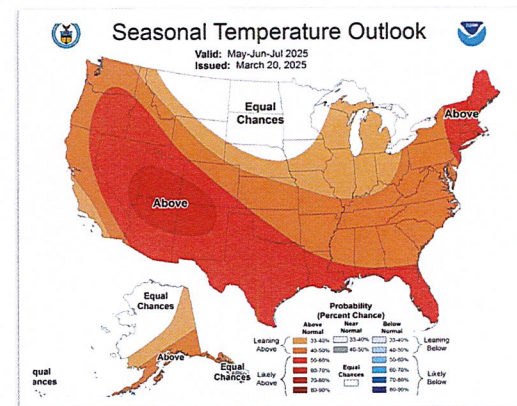 Seasonal Temperature Outlook
Valid: May-Jun-Jul 2025
Issued: March 20, 2025
Equal
Chances
Above
Above
Equal
Chances
Above
Equal
Chances
qual
ances
Probability
(Percent Chance)
Above
Normal
Near
Normal
Below
Normal
Leaning
Above
33-40%
40-50%
33-40%
40-50%
33-40%
40-50%
Leaning
Below
Likely
Above
50-60%
60-70%
70-80%
80-90%
Equal
Chances
50-60%
60-70%
70-80%
80-90%
Likely
Below